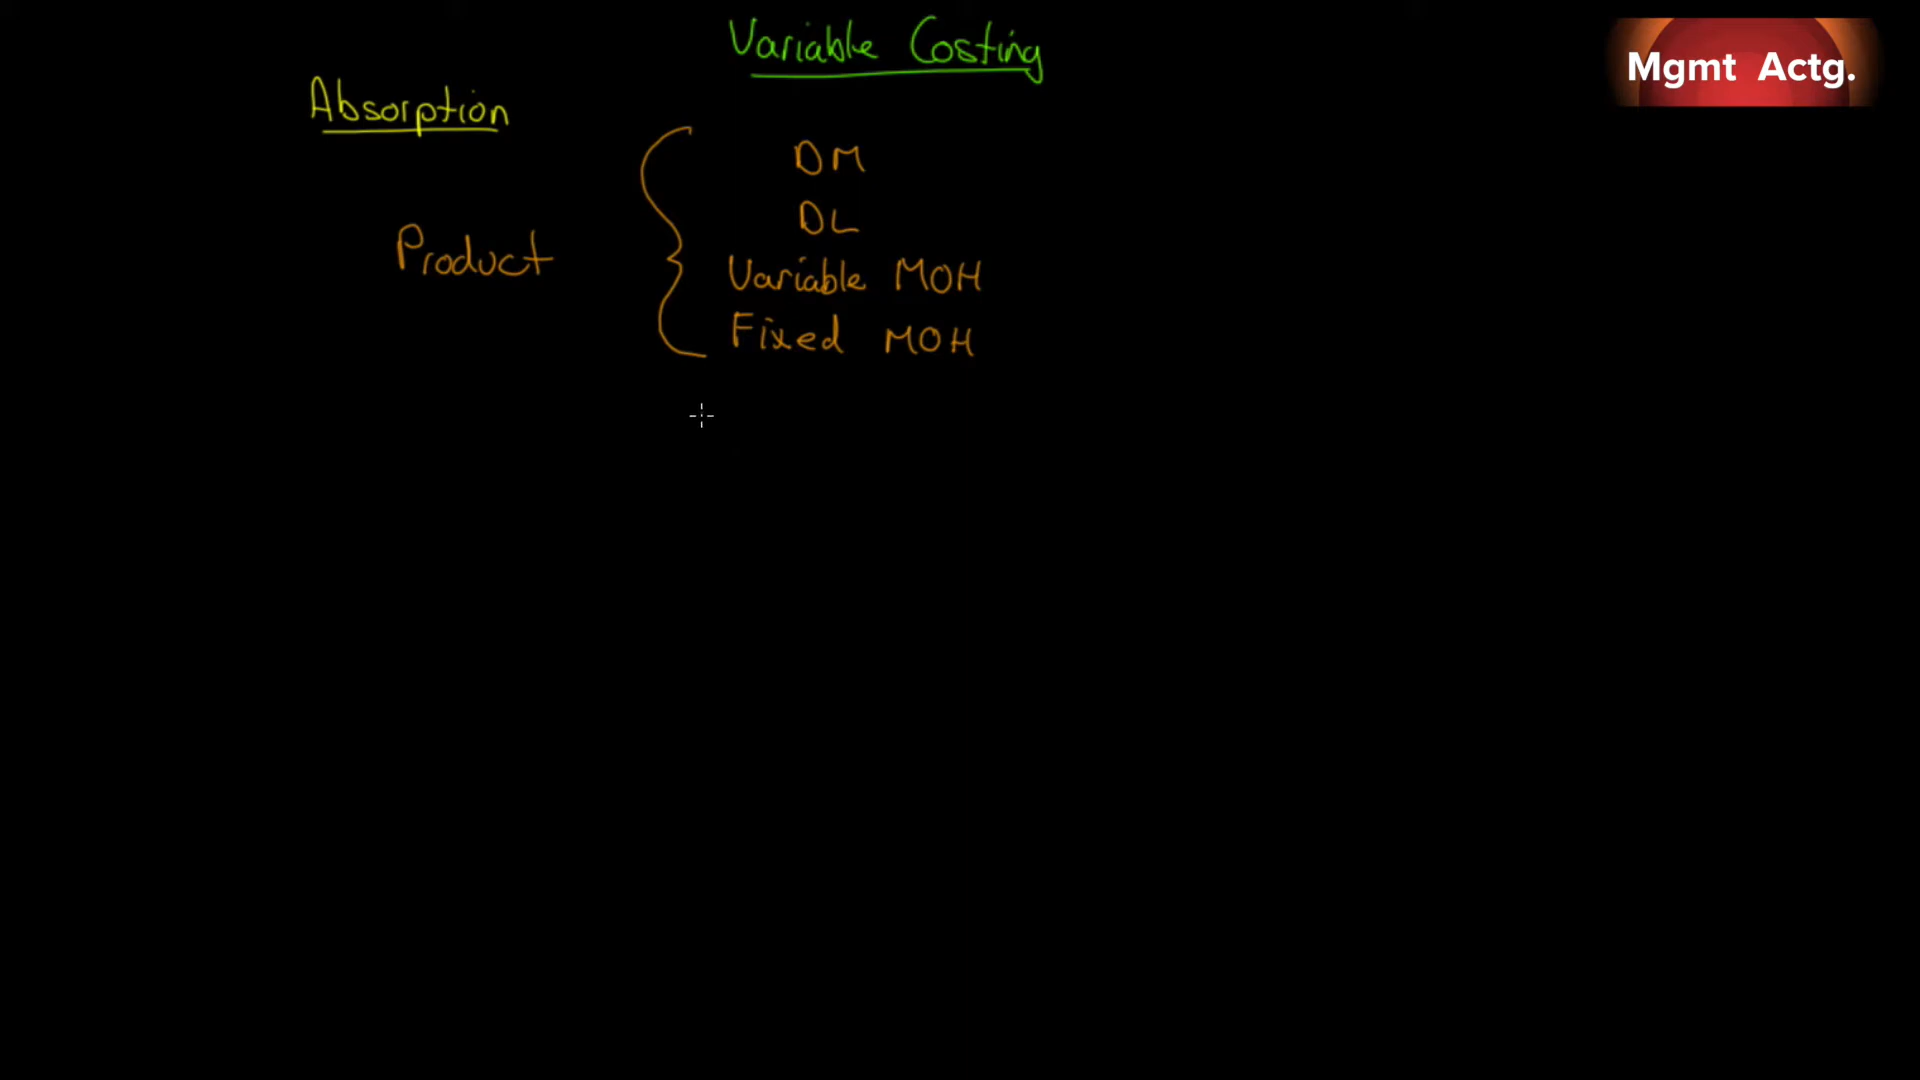 Variable Costing
Mgmt Actg.
Absorption
DM
DL
Product
Variable MOH
Fixed MOH